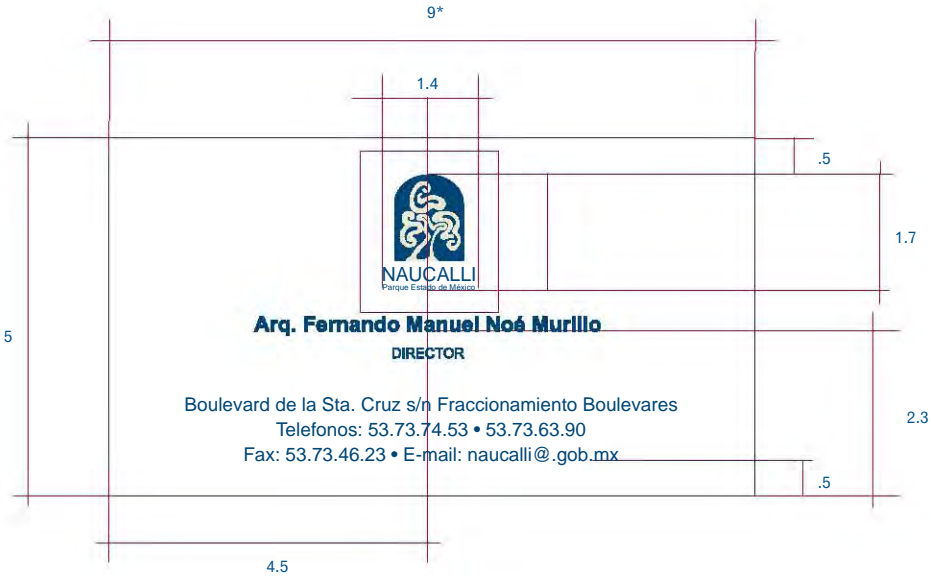 9*
1.4
.5
1.7
NAUCALLI
Parque Estado de México
Arq. Fernando Manuel Noé Murillo
5
DIRECTOR
Boulevard de la Sta. Cruz s/n Fraccionamiento Boulevares
2.3
Telefonos: 53.73.74.53 • 53.73.63.90
Fax: 53.73.46.23 • E-mail: naucalli@.gob.mx
.5
4.5